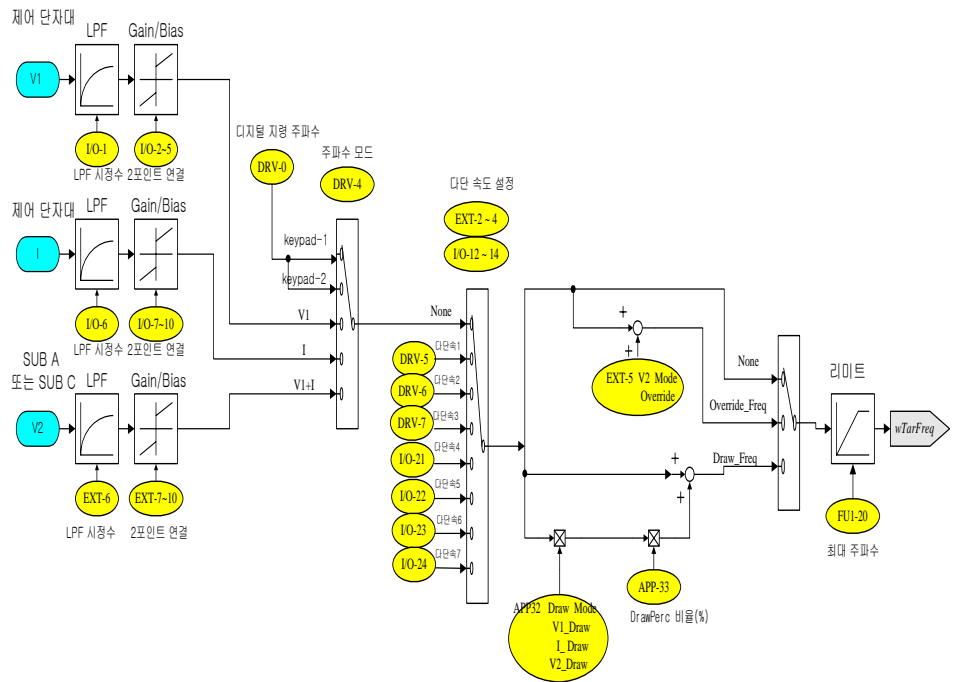 제어 단자대
LPF
Gain/Bias
V1
I/O-1
I/O-2~5
LPF 시정수
2포인트 연결
제어 단자대
LPF
Gain/Bias
I
I/O-6
I/O-7~10
LPF 시정수
2포인트 연결
SUB A
또는 SUB C
LPF
Gain/Bias
V2
EXT-6
EXT-7~10
LPF 시정수
2포인트 연결
디지털 지령 주파수
DRV-0
주파수 모드
DRV-4
keypad-1
keypad-2
V1
I
V1+I
다단 속도 설정
EXT-2 ~ 4
I/O-12 ~ 14
None
DRV-5
다단속1
DRV-6
다단속2
DRV-7
다단속3
I/O-21
다단속4
I/O-22
다단속5
I/O-23
다단속6
I/O-24
다단속7
+
+
EXT-5 V2 Mode
Override
+
+
APP32 Draw Mode
V1_Draw
I_ Draw
V2_Draw
APP-33
DrawPerc 비율(%)
None
Override_Freq
Draw_Freq
리미트
wTarFreq
FU1-20
최대 주파수